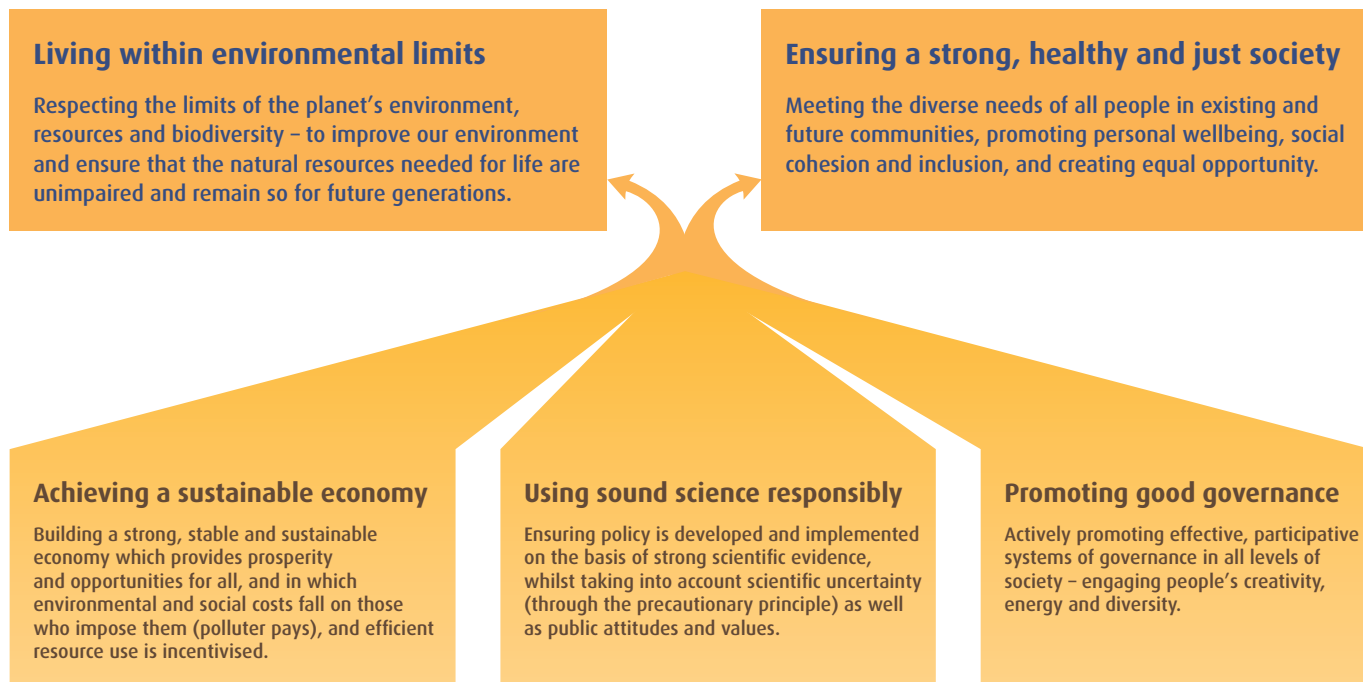 Living within environmental limits
Respecting the limits of the planet’s environment,
resources and biodiversity – to improve our environment
and ensure that the natural resources needed for life are
unimpaired and remain so for future generations.
Ensuring a strong, healthy and just society
Meeting the diverse needs of all people in existing and
future communities, promoting personal wellbeing, social
cohesion and inclusion, and creating equal opportunity.
Achieving a sustainable economy
Building a strong, stable and sustainable
economy which provides prosperity
and opportunities for all, and in which
environmental and social costs fall on those
who impose them (polluter pays), and efficient
resource use is incentivised.
Using sound science responsibly
Ensuring policy is developed and implemented
on the basis of strong scientific evidence,
whilst taking into account scientific uncertainty
(through the precautionary principle) as well
as public attitudes and values.
Promoting good governance
Actively promoting effective, participative
systems of governance in all levels of
society – engaging people’s creativity,
energy and diversity.